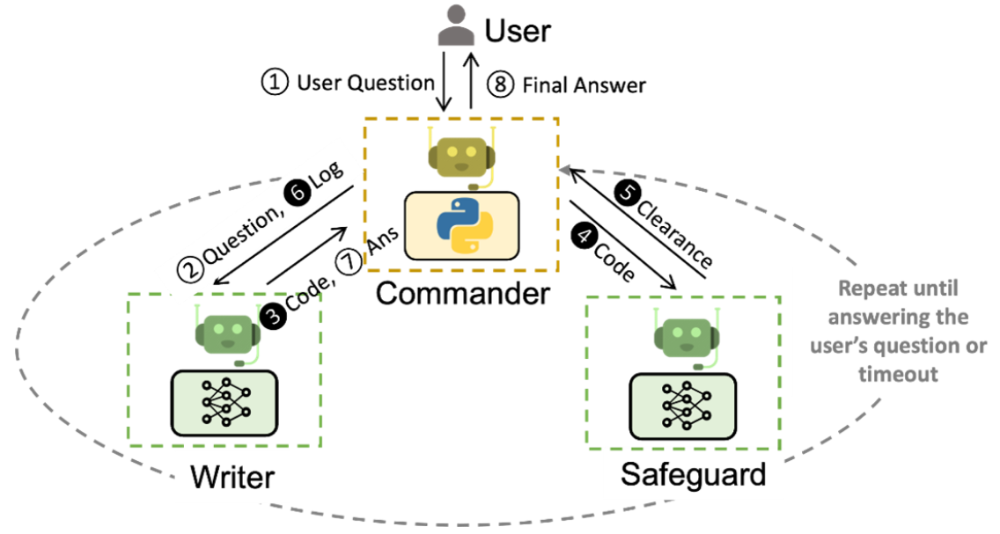 User
① User Question
⑧ Final Answer
② Question, ❻ Log
❸ Code, ⑦ Ans
❺ Clearance
❹ Code
Commander
Repeat until
answering the
user's question or
timeout
Writer
Safeguard